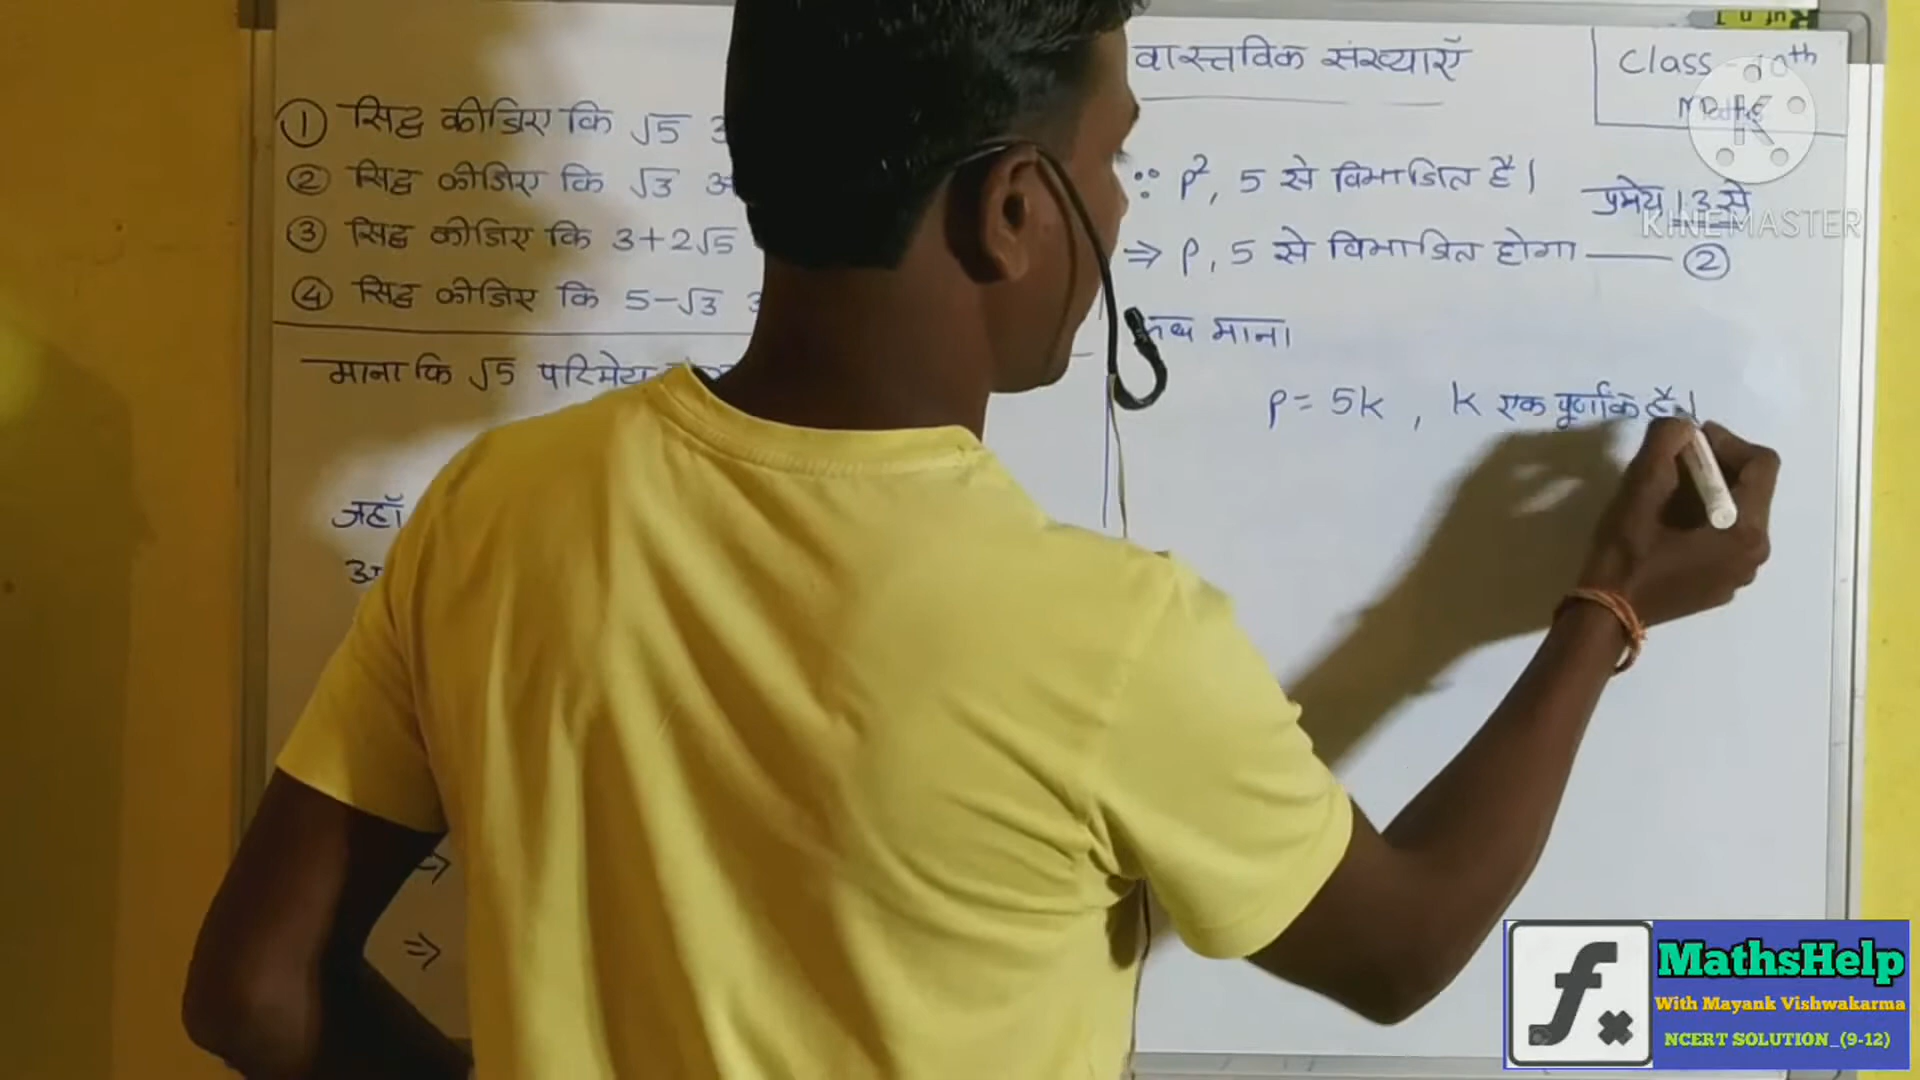 वास्तविक संख्याएँ
Class 10th
Maths
① सिद्ध कीजिए कि √5
② सिद्ध कीजिए कि √3 अ
③ सिद्ध कीजिए कि 3+2√5
④ सिद्ध कीजिए कि 5-√3
माना कि √5 परिमेय
जहाँ
⇒
⇒
∵ p², 5 से विभाजित है।
प्रमेय 1.3 से
⇒ p, 5 से विभाजित होगा —— ②
माना
p = 5k , k एक पूर्णांक है।
KINEMASTER
MathsHelp
With Mayank Vishwakarma
NCERT SOLUTION_(9-12)